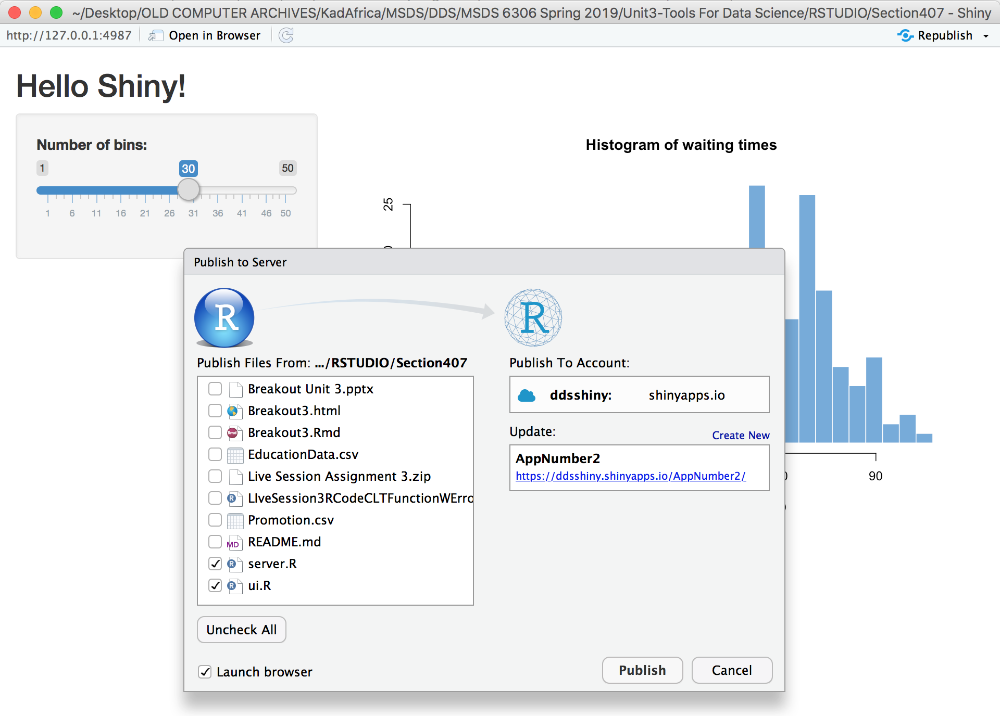 ~/Desktop/OLD COMPUTER ARCHIVES/KadAfrica/MSDS/DDS/MSDS 6306 Spring 2019/Unit3-Tools For Data Science/RSTUDIO/Section407 - Shiny
http://127.0.0.1:4987 Open in Browser Republish
Hello Shiny!
Number of bins:
1 30 50
1 6 11 16 21 26 31 36 41 46 50
Histogram of waiting times
25
90
Publish to Server
R R
Publish Files From: .../RSTUDIO/Section407
Breakout Unit 3.pptx
Breakout3.html
Rmd Breakout3.Rmd
EducationData.csv
Live Session Assignment 3.zip
R LIveSession3RCodeCLTFunctionWErro
Promotion.csv
MD README.md
R server.R
R ui.R
Uncheck All
Launch browser
Publish To Account:
ddsshiny: shinyapps.io
Update: Create New
AppNumber2
https://ddsshiny.shinyapps.io/AppNumber2/
Publish Cancel